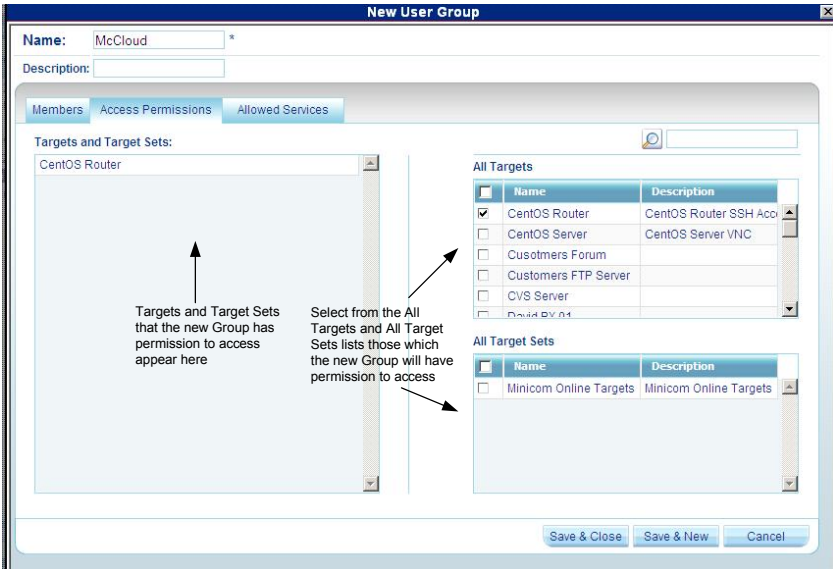 New User Group
Name: McCloud *
Description:
Members Access Permissions Allowed Services
Targets and Target Sets:
CentOS Router
Targets and Target Sets
that the new Group has
permission to access
appear here
Select from the All
Targets and All Target
Sets lists those which
the new Group will have
permission to access
All Targets
Name Description
CentOS Router CentOS Router SSH Acc
CentOS Server CentOS Server VNC
Cusotmers Forum
Customers FTP Server
CVS Server
David RX 01
All Target Sets
Name Description
Minicom Online Targets Minicom Online Targets
Save & Close Save & New Cancel